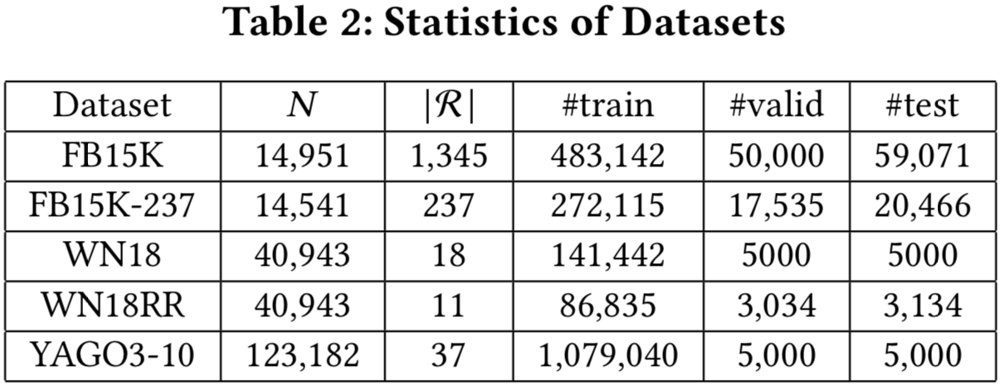 Table 2: Statistics of Datasets
Dataset N |ℛ| #train #valid #test
FB15K 14,951 1,345 483,142 50,000 59,071
FB15K-237 14,541 237 272,115 17,535 20,466
WN18 40,943 18 141,442 5000 5000
WN18RR 40,943 11 86,835 3,034 3,134
YAGO3-10 123,182 37 1,079,040 5,000 5,000